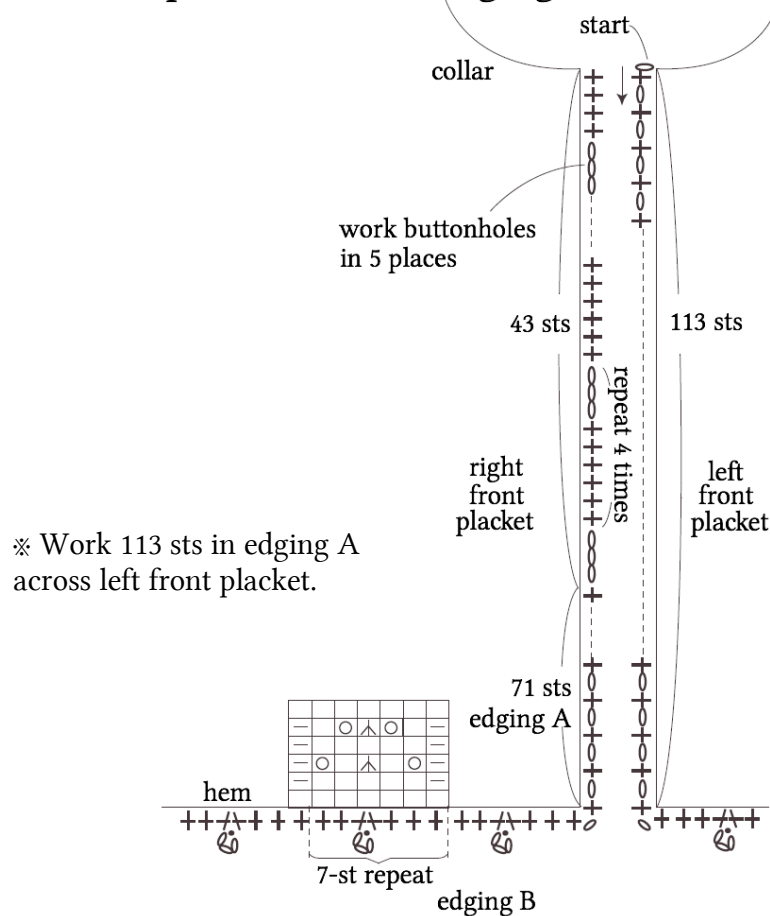 start
collar
work buttonholes
in 5 places
43 sts
113 sts
repeat 4 times
right
front
placket
left
front
placket
※ Work 113 sts in edging A
across left front placket.
71 sts
edging A
hem
7-st repeat
edging B